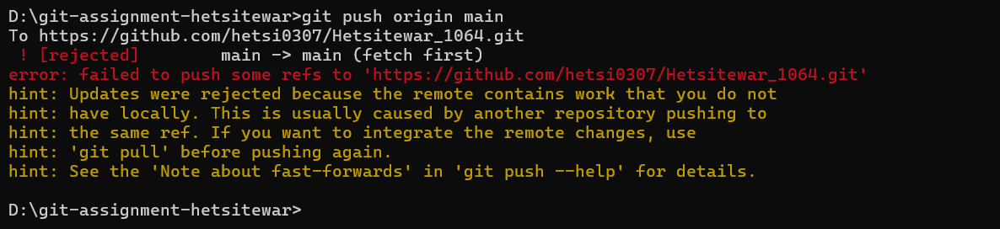 D:\git-assignment-hetsitewar>git push origin main
To https://github.com/hetsi0307/Hetsitewar_1064.git
 ! [rejected]        main -> main (fetch first)
error: failed to push some refs to 'https://github.com/hetsi0307/Hetsitewar_1064.git'
hint: Updates were rejected because the remote contains work that you do not
hint: have locally. This is usually caused by another repository pushing to
hint: the same ref. If you want to integrate the remote changes, use
hint: 'git pull' before pushing again.
hint: See the 'Note about fast-forwards' in 'git push --help' for details.
D:\git-assignment-hetsitewar>